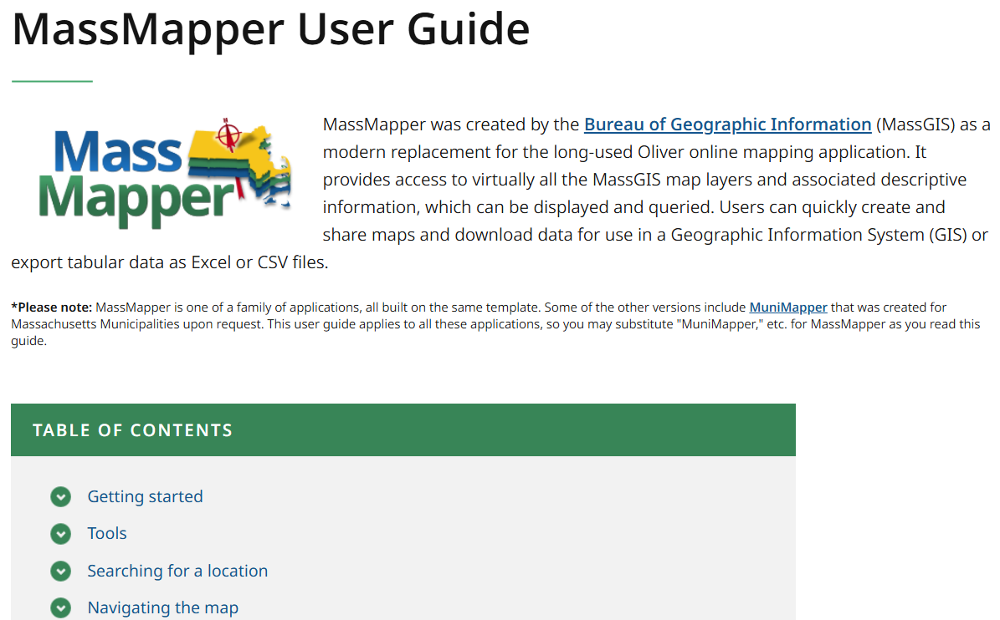 MassMapper User Guide
Mass
Mapper
MassMapper was created by the Bureau of Geographic Information (MassGIS) as a
modern replacement for the long-used Oliver online mapping application. It
provides access to virtually all the MassGIS map layers and associated descriptive
information, which can be displayed and queried. Users can quickly create and
share maps and download data for use in a Geographic Information System (GIS) or
export tabular data as Excel or CSV files.
*Please note: MassMapper is one of a family of applications, all built on the same template. Some of the other versions include MuniMapper that was created for
Massachusetts Municipalities upon request. This user guide applies to all these applications, so you may substitute "MuniMapper," etc. for MassMapper as you read this
guide.
TABLE OF CONTENTS
Getting started
Tools
Searching for a location
Navigating the map